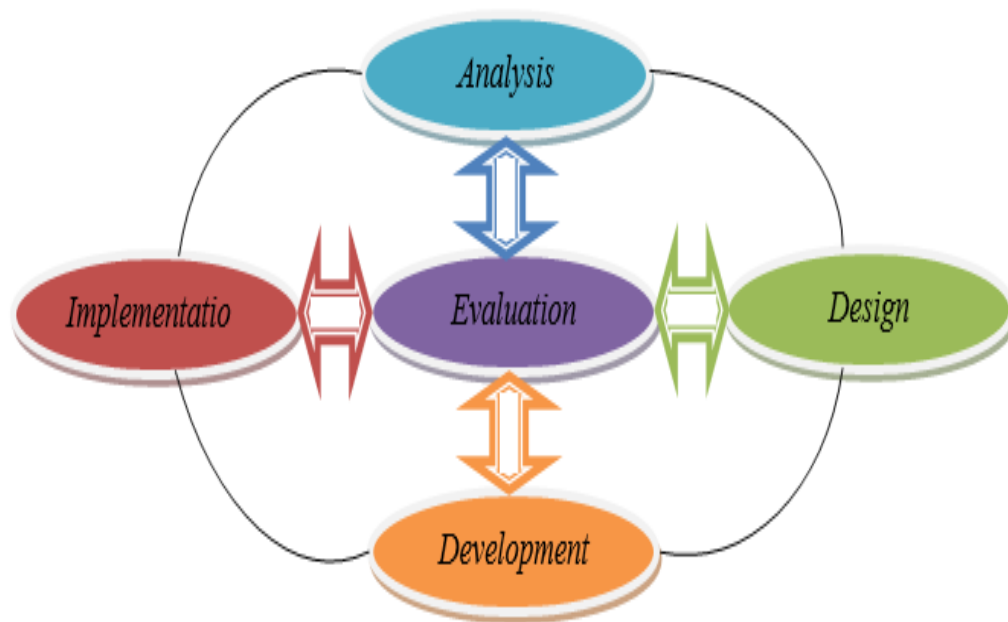 Analysis
Implementatio
Evaluation
Design
Development